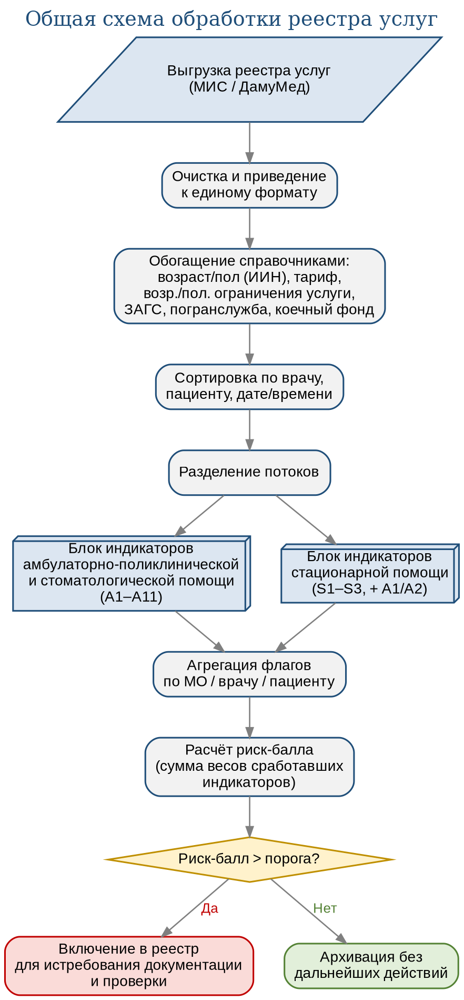 Общая схема обработки реестра услуг
Выгрузка реестра услуг
(МИС / ДамуМед)
Очистка и приведение
к единому формату
Обогащение справочниками:
возраст/пол (ИИН), тариф,
возр./пол. ограничения услуги,
ЗАГС, погранслужба, коечный фонд
Сортировка по врачу,
пациенту, дате/времени
Разделение потоков
Блок индикаторов
амбулаторно-поликлинической
и стоматологической помощи
(А1–А11)
Блок индикаторов
стационарной помощи
(S1–S3, + А1/А2)
Агрегация флагов
по МО / врачу / пациенту
Расчёт риск-балла
(сумма весов сработавших
индикаторов)
Риск-балл > порога?
Да
Нет
Включение в реестр
для истребования документации
и проверки
Архивация без
дальнейших действий